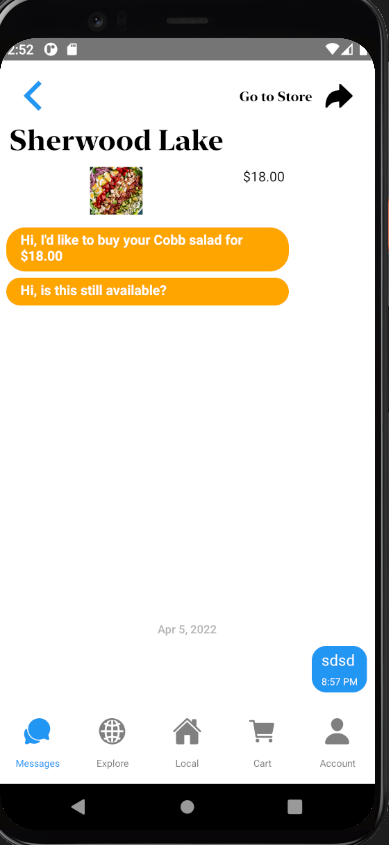 2:52
Go to Store
Sherwood Lake
$18.00
Hi, I'd like to buy your Cobb salad for
$18.00
Hi, is this still available?
Apr 5, 2022
sdsd
8:57 PM
Messages
Explore
Local
Cart
Account